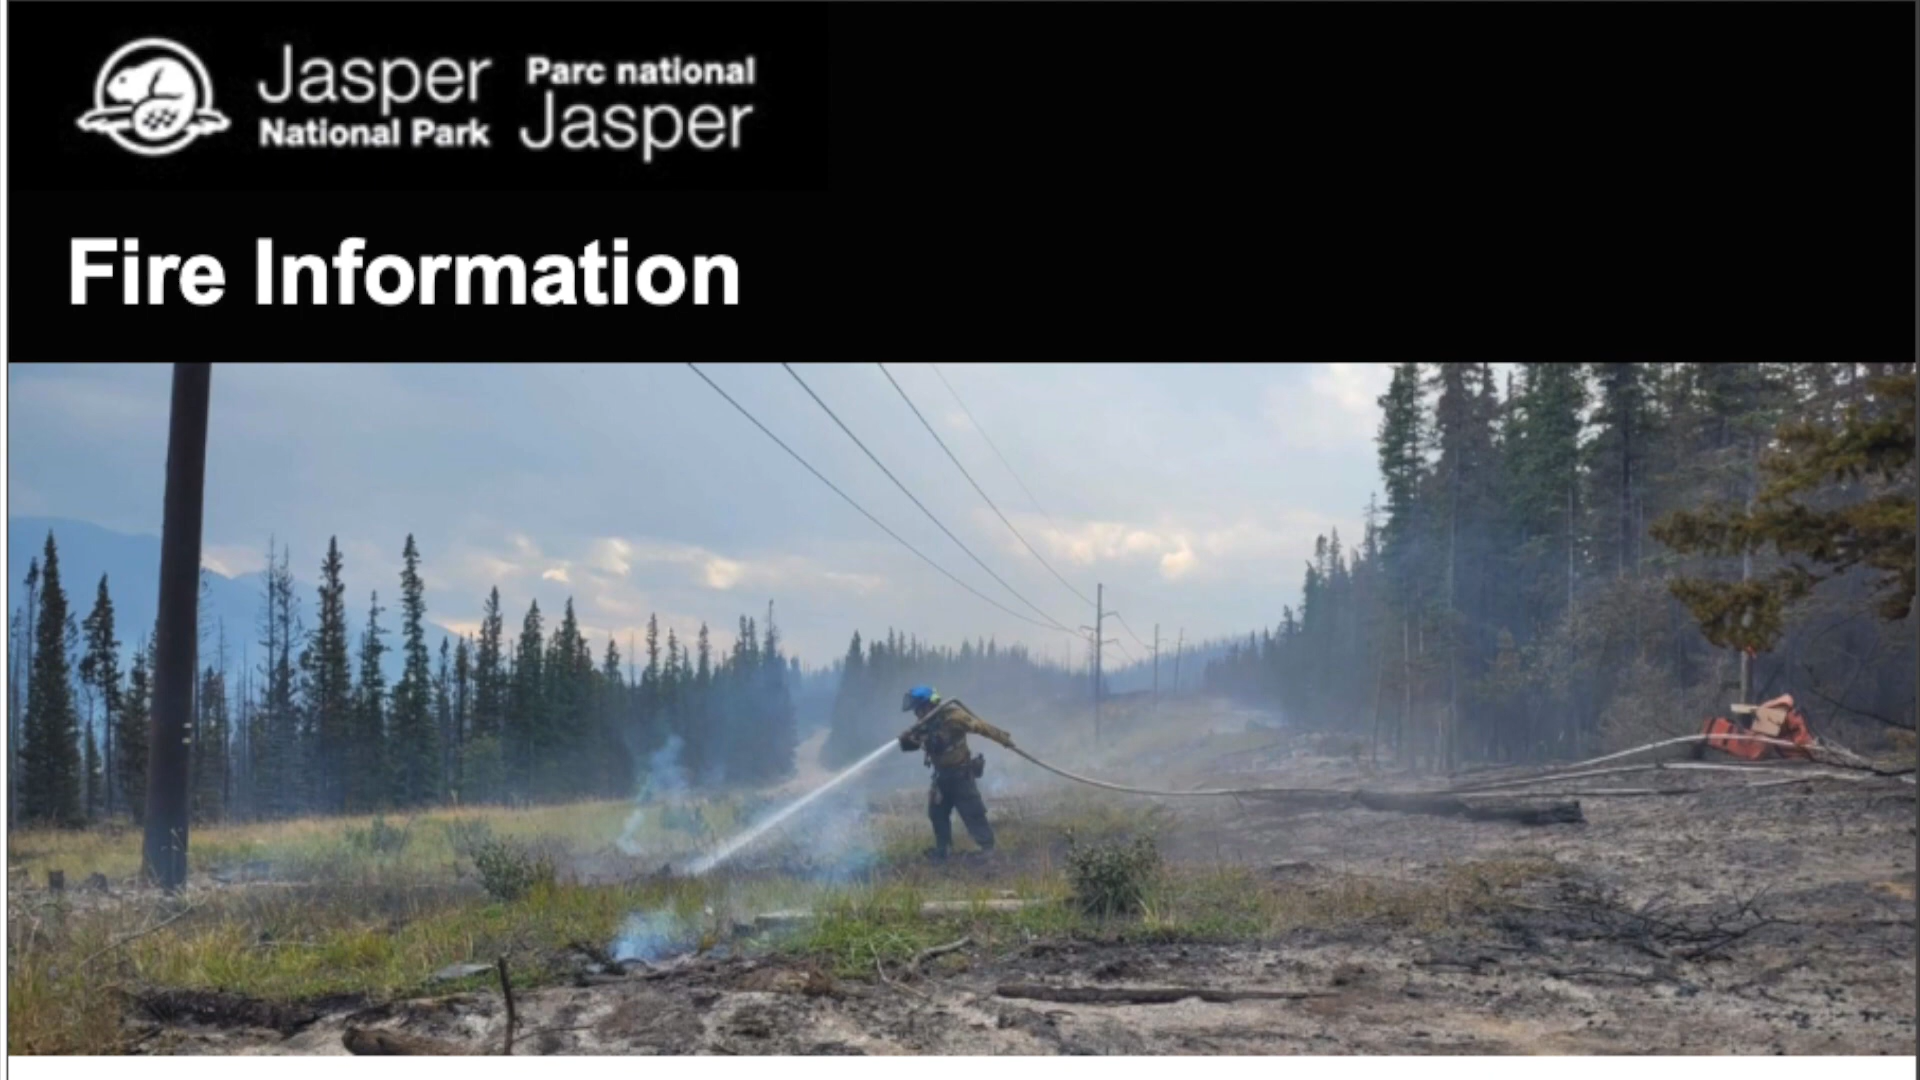 Jasper
National Park
Parc national
Jasper
Fire Information